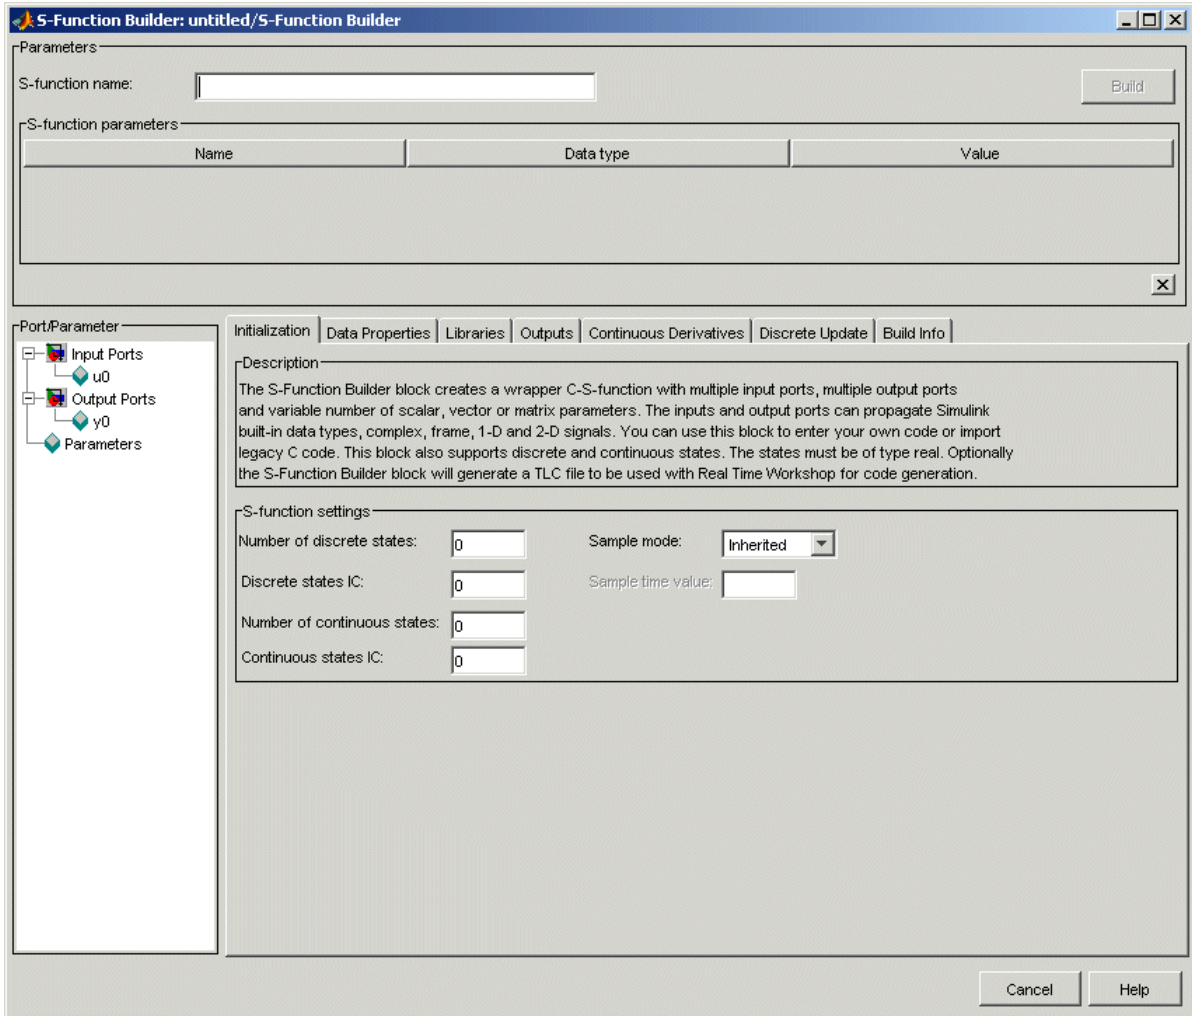 S-Function Builder: untitled/S-Function Builder
Parameters
S-function name:
Build
S-function parameters
Name Data type Value
Port/Parameter
Input Ports
u0
Output Ports
y0
Parameters
Initialization Data Properties Libraries Outputs Continuous Derivatives Discrete Update Build Info
Description
The S-Function Builder block creates a wrapper C-S-function with multiple input ports, multiple output ports
and variable number of scalar, vector or matrix parameters. The inputs and output ports can propagate Simulink
built-in data types, complex, frame, 1-D and 2-D signals. You can use this block to enter your own code or import
legacy C code. This block also supports discrete and continuous states. The states must be of type real. Optionally
the S-Function Builder block will generate a TLC file to be used with Real Time Workshop for code generation.
S-function settings
Number of discrete states: 0 Sample mode: Inherited
Discrete states IC: 0 Sample time value:
Number of continuous states: 0
Continuous states IC: 0
Cancel Help